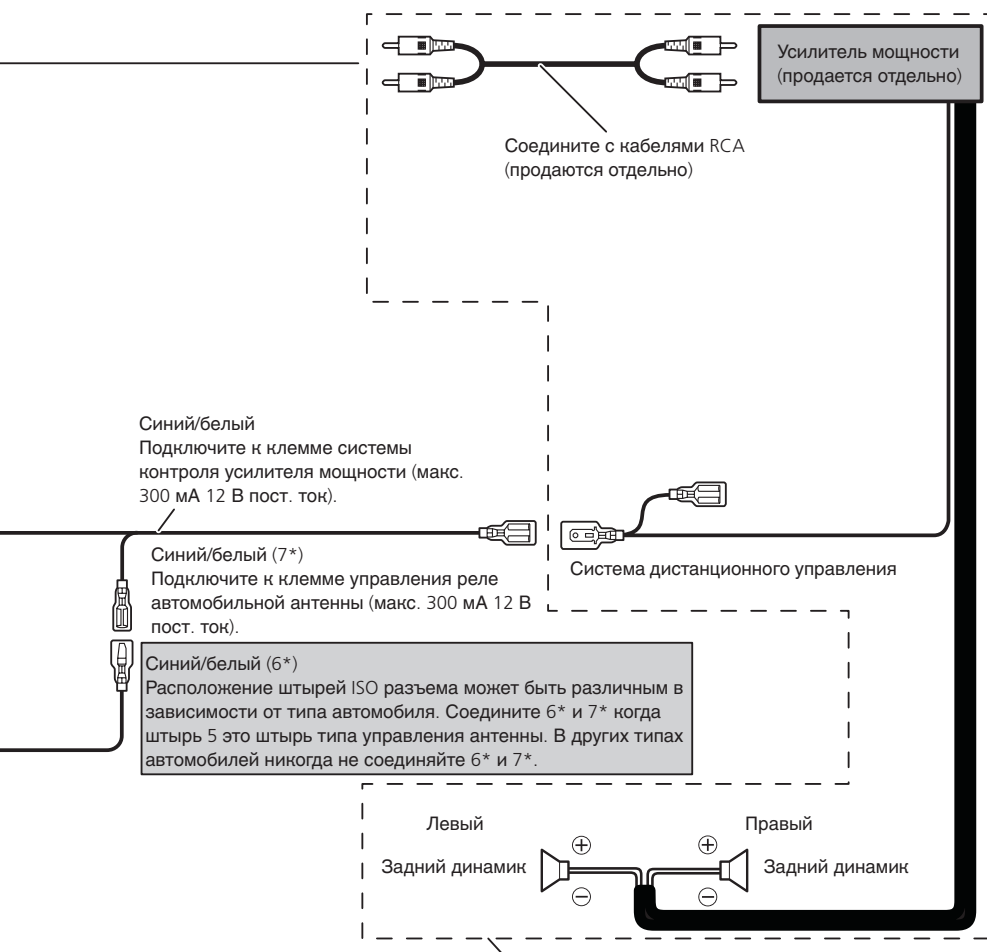 Усилитель мощности
(продается отдельно)
Соедините с кабелями RCA
(продаются отдельно)
Синий/белый
Подключите к клемме системы
контроля усилителя мощности (макс.
300 мА 12 В пост. ток).
Синий/белый (7*)
Подключите к клемме управления реле
автомобильной антенны (макс. 300 мА 12 В
пост. ток).
Система дистанционного управления
Синий/белый (6*)
Расположение штырей ISO разъема может быть различным в
зависимости от типа автомобиля. Соедините 6* и 7* когда
штырь 5 это штырь типа управления антенны. В других типах
автомобилей никогда не соединяйте 6* и 7*.
Левый
Правый
+
+
Задний динамик
Задний динамик
−
−